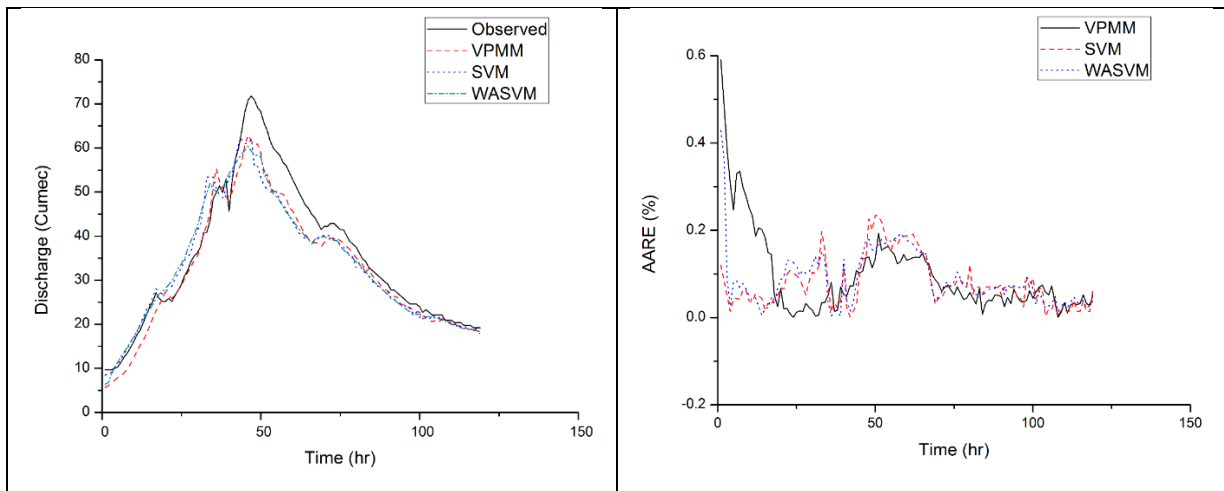 Observed
VPMM
SVM
WASVM
80
70
60
50
40
30
20
10
0
Discharge (Cumec)
0
50
100
150
Time (hr)
VPMM
SVM
WASVM
0.6
0.4
0.2
0.0
-0.2
AARE (%)
0
50
100
150
Time (hr)